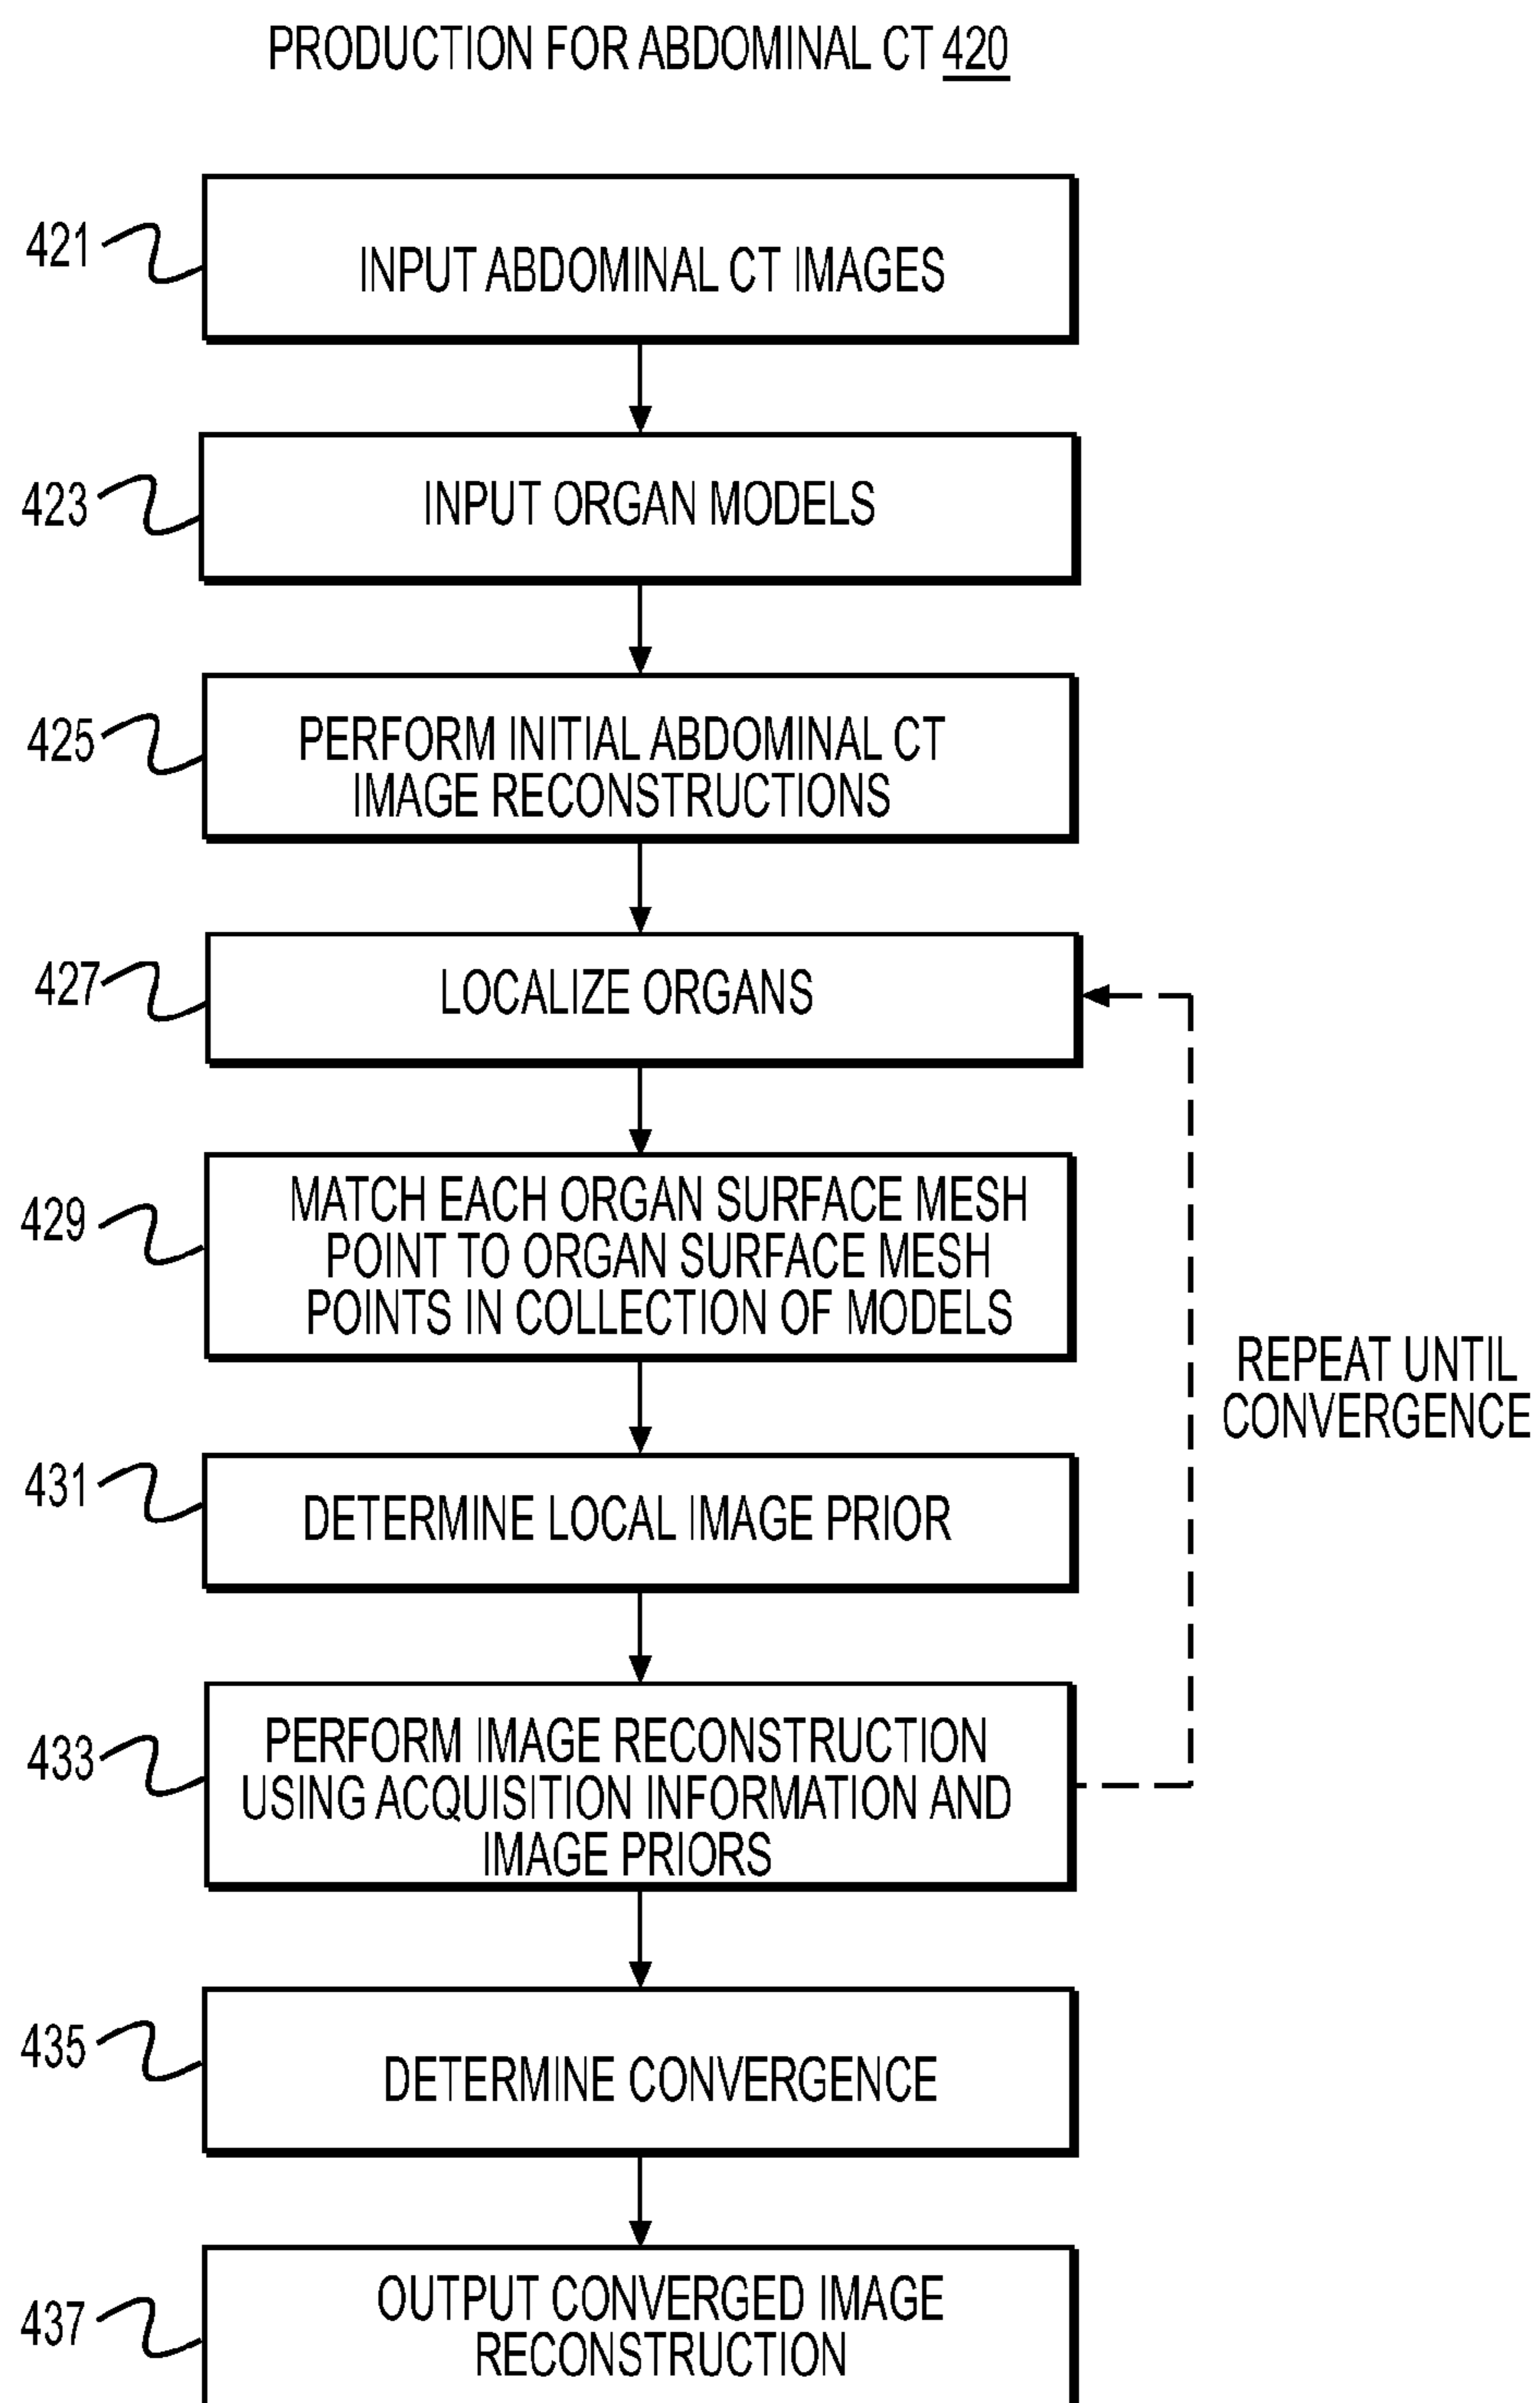 PRODUCTION FOR ABDOMINAL CT 420
421
INPUT ABDOMINAL CT IMAGES
423
INPUT ORGAN MODELS
425
PERFORM INITIAL ABDOMINAL CT
IMAGE RECONSTRUCTIONS
427
LOCALIZE ORGANS
429
MATCH EACH ORGAN SURFACE MESH
POINT TO ORGAN SURFACE MESH
POINTS IN COLLECTION OF MODELS
REPEAT UNTIL
CONVERGENCE
431
DETERMINE LOCAL IMAGE PRIOR
433
PERFORM IMAGE RECONSTRUCTION
USING ACQUISITION INFORMATION AND
IMAGE PRIORS
435
DETERMINE CONVERGENCE
437
OUTPUT CONVERGED IMAGE
RECONSTRUCTION